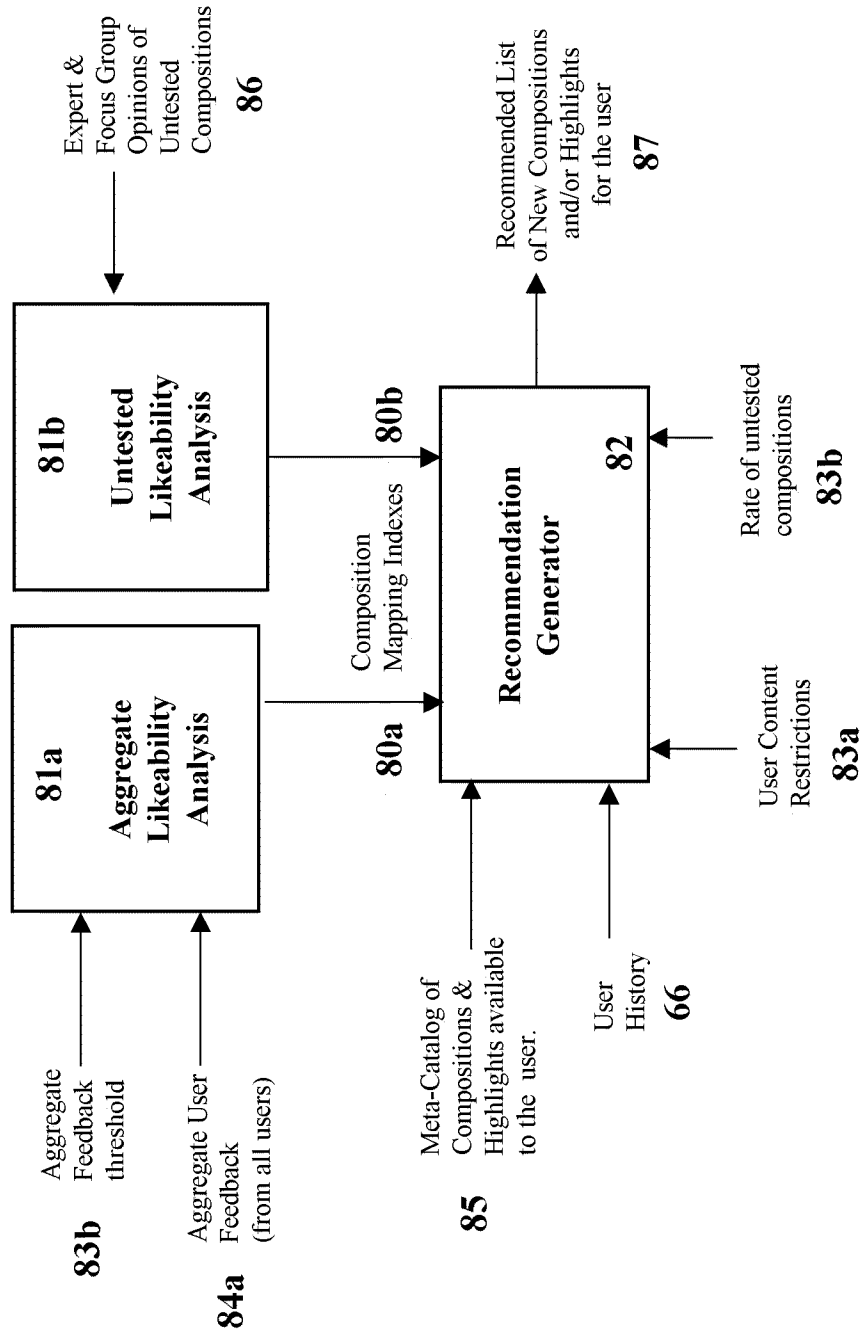 83b
Aggregate
Feedback
threshold
84a
Aggregate User
Feedback
(from all users)
81a
Aggregate
Likeability
Analysis
81b
Untested
Likeability
Analysis
Expert &
Focus Group
Opinions of
Untested
Compositions
86
80a
Composition
Mapping Indexes
80b
85
Meta-Catalog of
Compositions &
Highlights available
to the user.
User
History
66
Recommendation
Generator
82
Recommended List
of New Compositions
and/or Highlights
for the user
87
User Content
Restrictions
83a
Rate of untested
compositions
83b